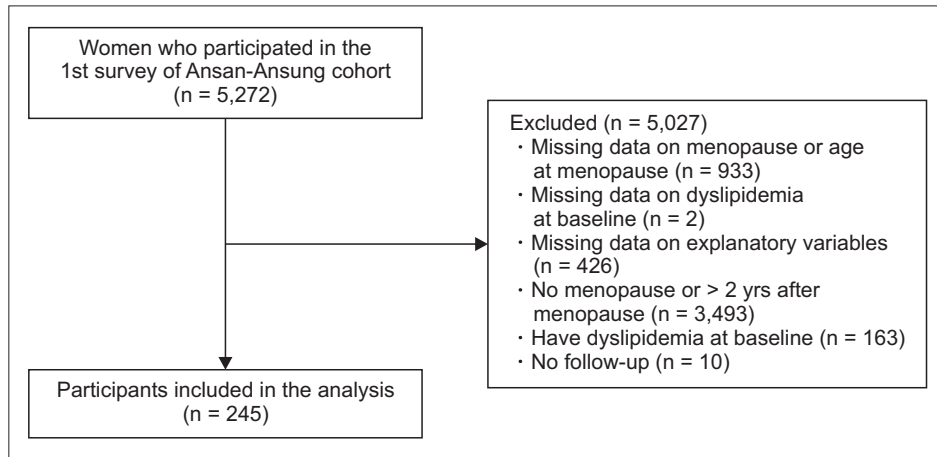 Women who participated in the
1st survey of Ansan-Ansung cohort
(n = 5,272)
Excluded (n = 5,027)
· Missing data on menopause or age
at menopause (n = 933)
· Missing data on dyslipidemia
at baseline (n = 2)
· Missing data on explanatory variables
(n = 426)
· No menopause or > 2 yrs after
menopause (n = 3,493)
· Have dyslipidemia at baseline (n = 163)
· No follow-up (n = 10)
Participants included in the analysis
(n = 245)